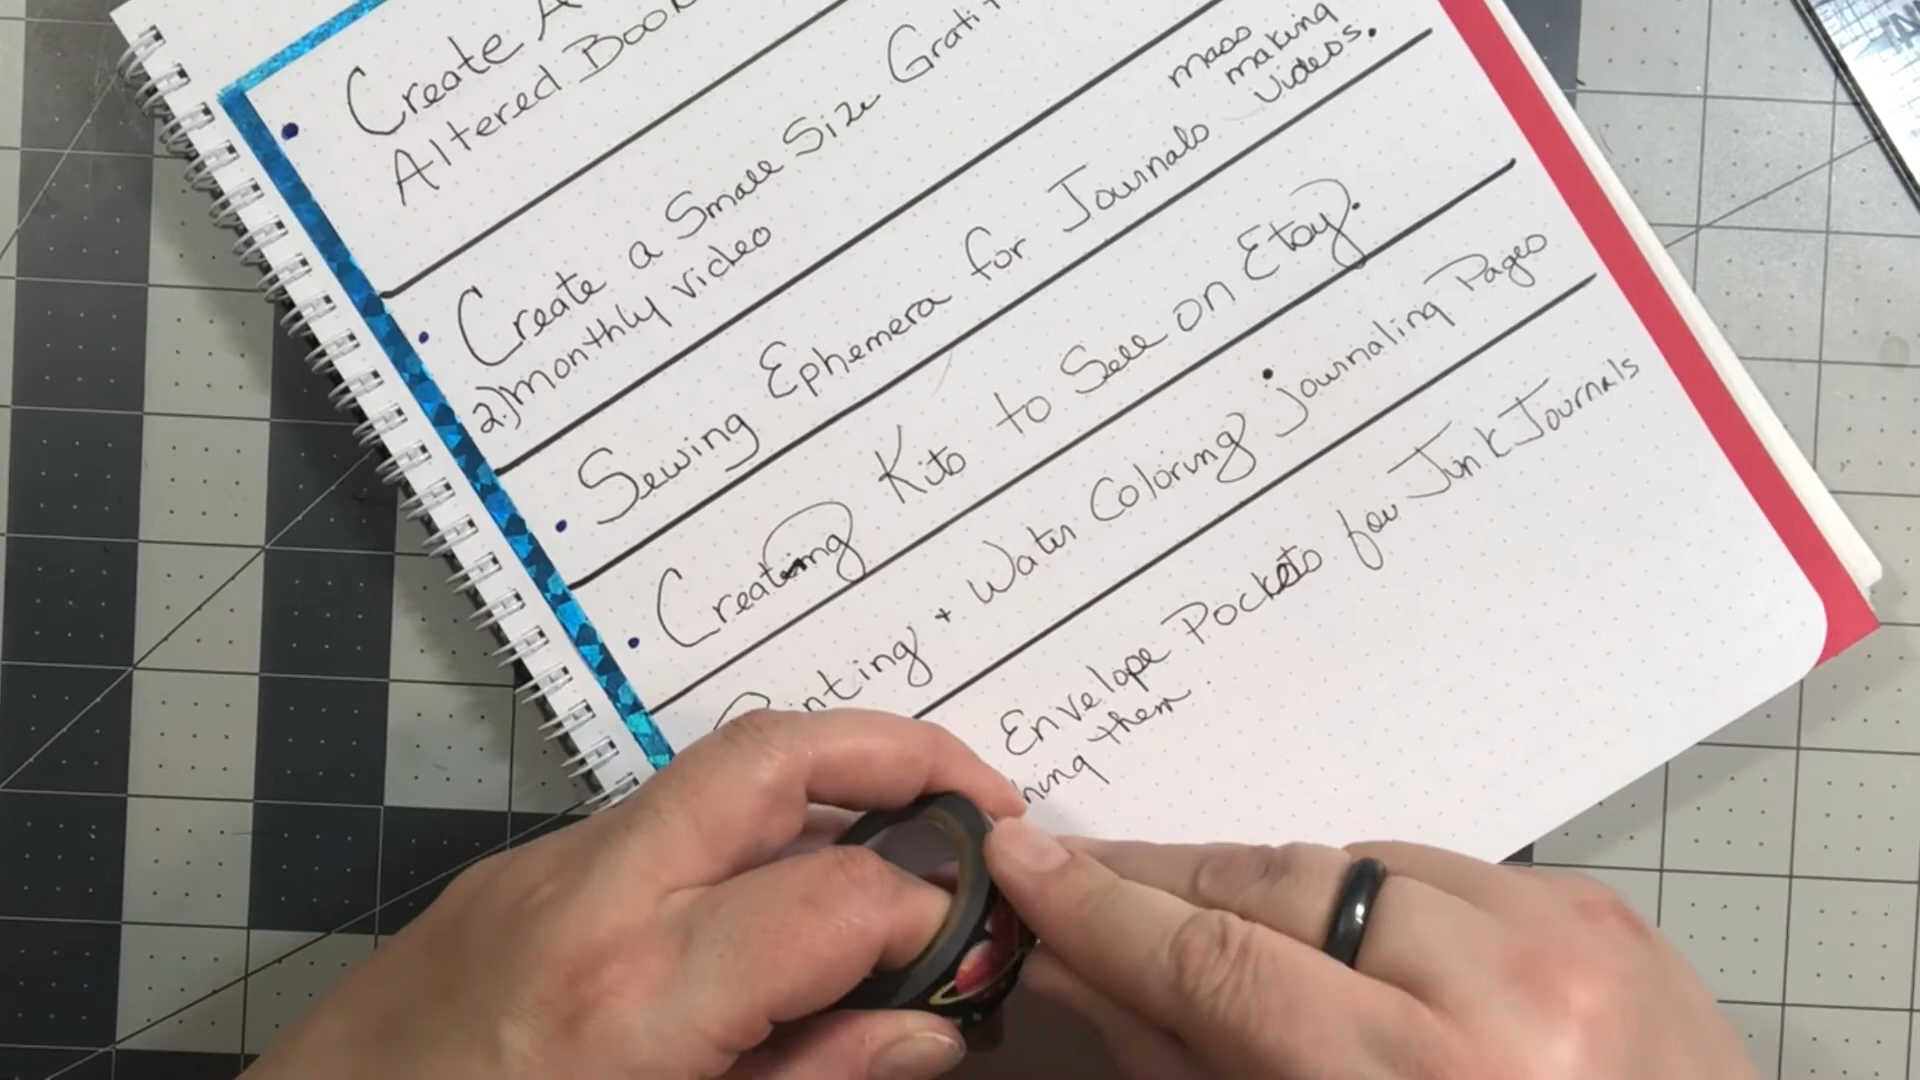 Create A
Altered Book
Create a Small Size Grati
2.) monthly video
mass
making
videos.
Sewing Ephemera for Journals
Creating Kits to Sell on Etsy.
Painting + Water Coloring Journaling Pages
Envelope Pockets for Junk Journals
them.